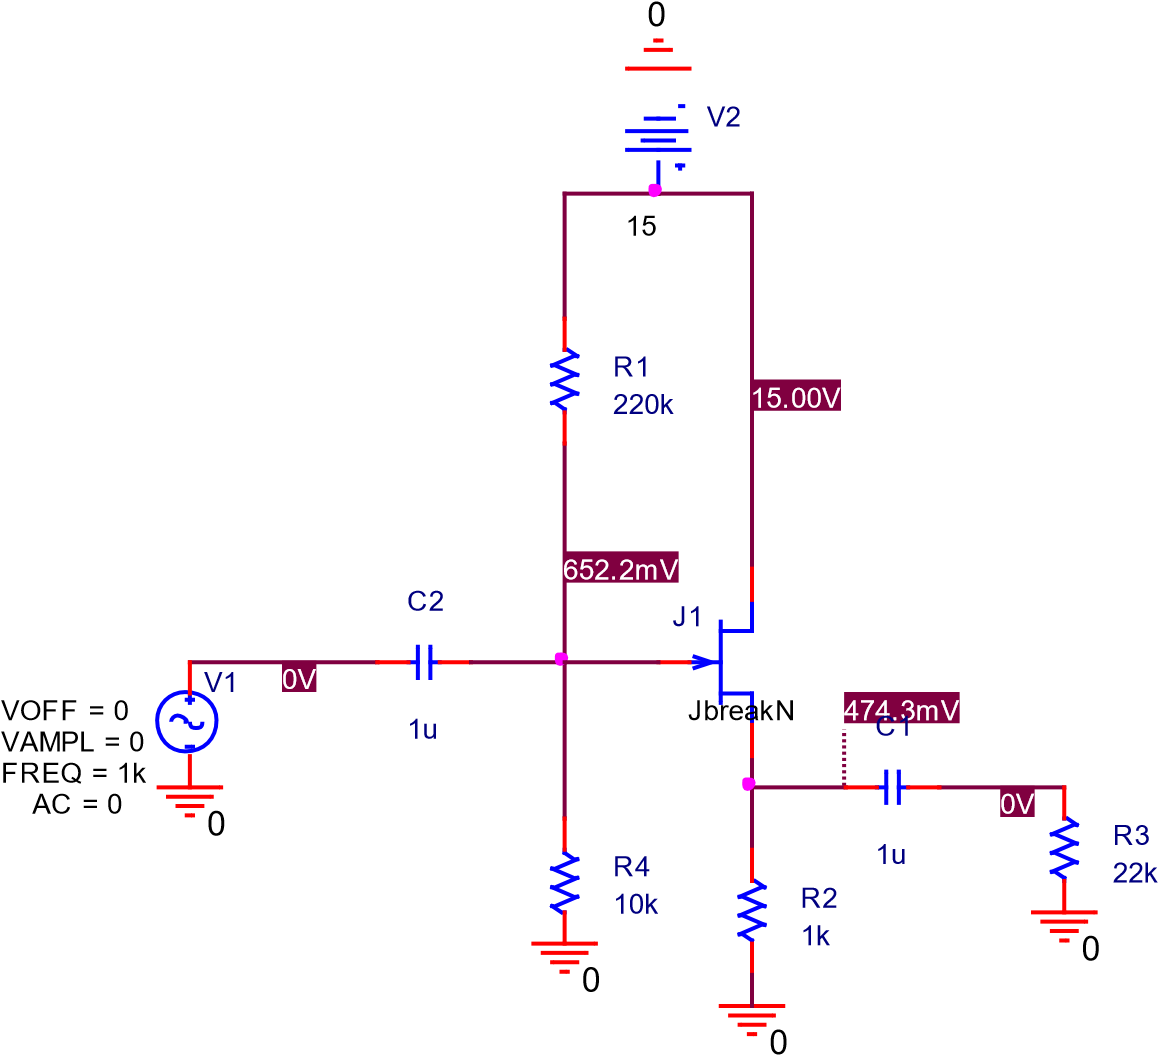 0
V2
15
R1
220k
15.00V
652.2mV
C2
J1
0V
V1
JbreakN
474.3mV
C1
VOFF = 0
VAMPL = 0
FREQ = 1k
AC = 0
1u
0
0V
R3
22k
1u
R4
10k
R2
1k
0
0
0